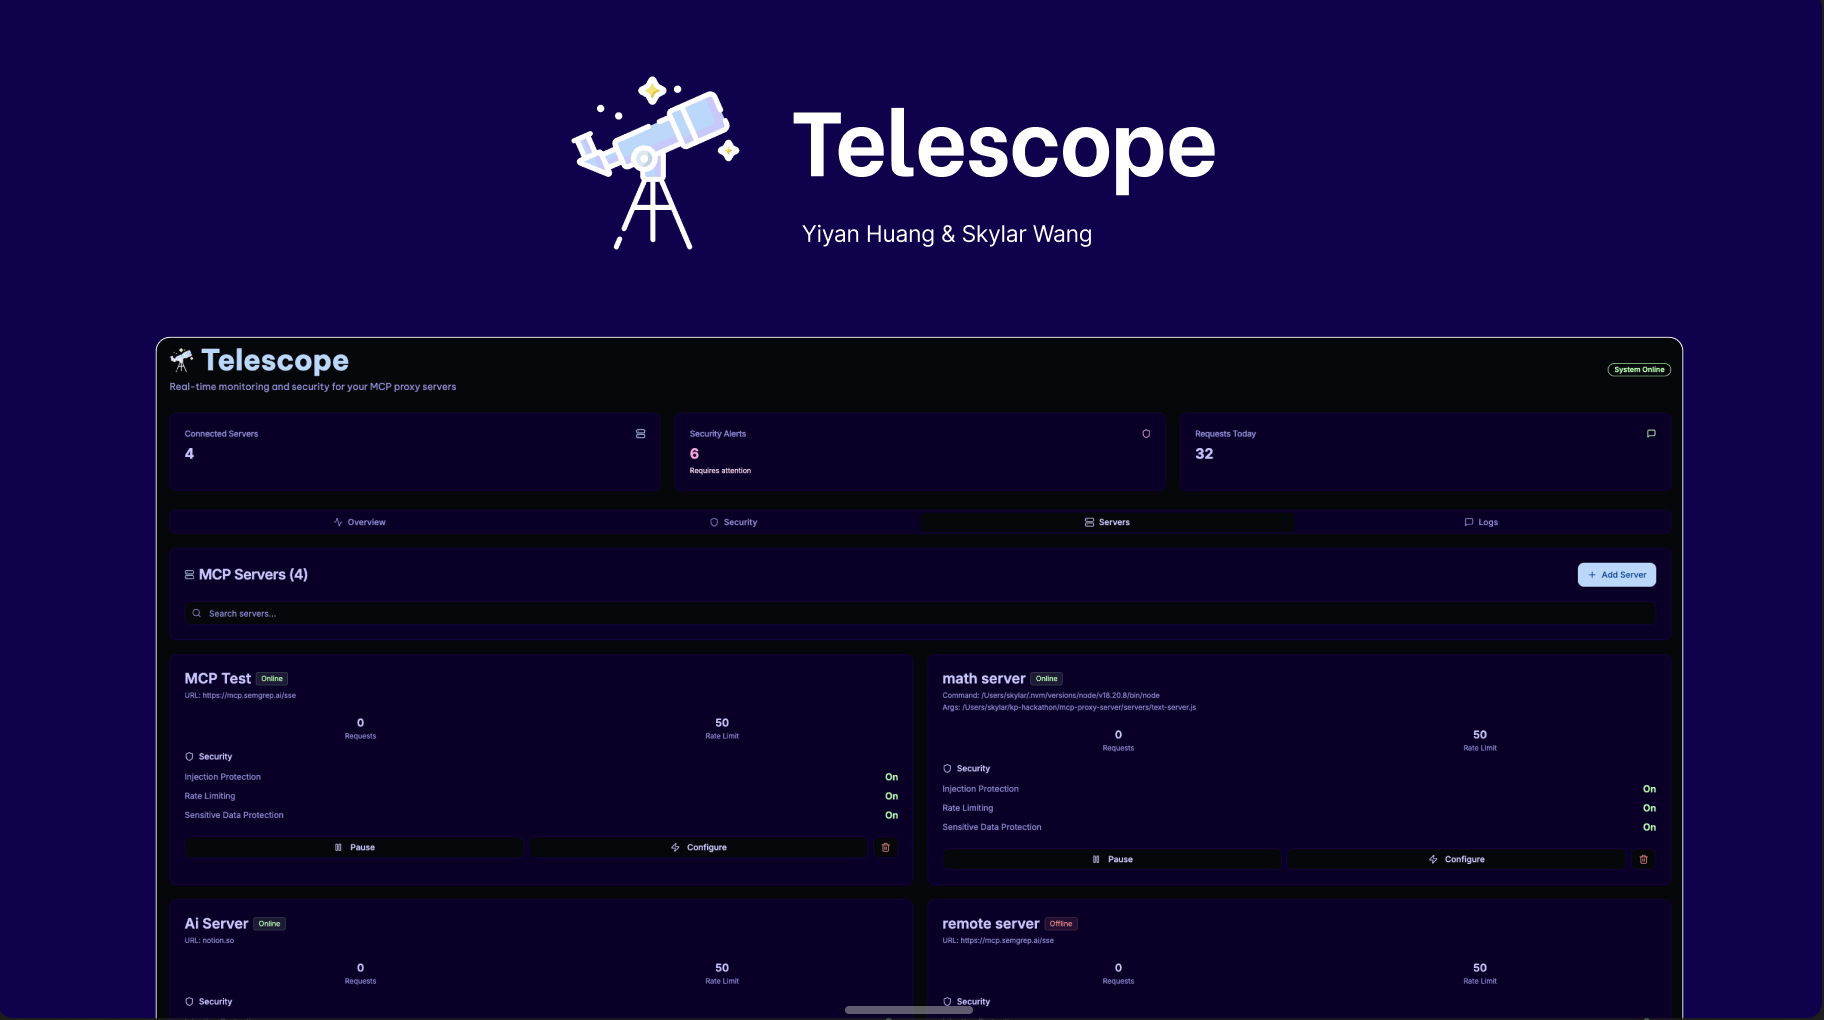 Telescope
Yiyan Huang & Skylar Wang
Telescope
Real-time monitoring and security for your MCP proxy servers
System Online
Connected Servers
4
Security Alerts
6
Requires attention
Requests Today
32
Overview
Security
Servers
Logs
MCP Servers (4)
Add Server
Search servers...
MCP Test
Online
URL: https://mcp.semgrep.ai/sse
0
Requests
50
Rate Limit
Security
Injection Protection
On
Rate Limiting
On
Sensitive Data Protection
On
Pause
Configure
math server
Online
Command: /Users/skylar/.nvm/versions/node/v18.20.8/bin/node
Args: /Users/skylar/kp-hackathon/mcp-proxy-server/servers/text-server.js
0
Requests
50
Rate Limit
Security
Injection Protection
On
Rate Limiting
On
Sensitive Data Protection
On
Pause
Configure
Ai Server
Online
URL: notion.so
0
Requests
50
Rate Limit
Security
remote server
Offline
URL: https://mcp.semgrep.ai/sse
0
Requests
50
Rate Limit
Security